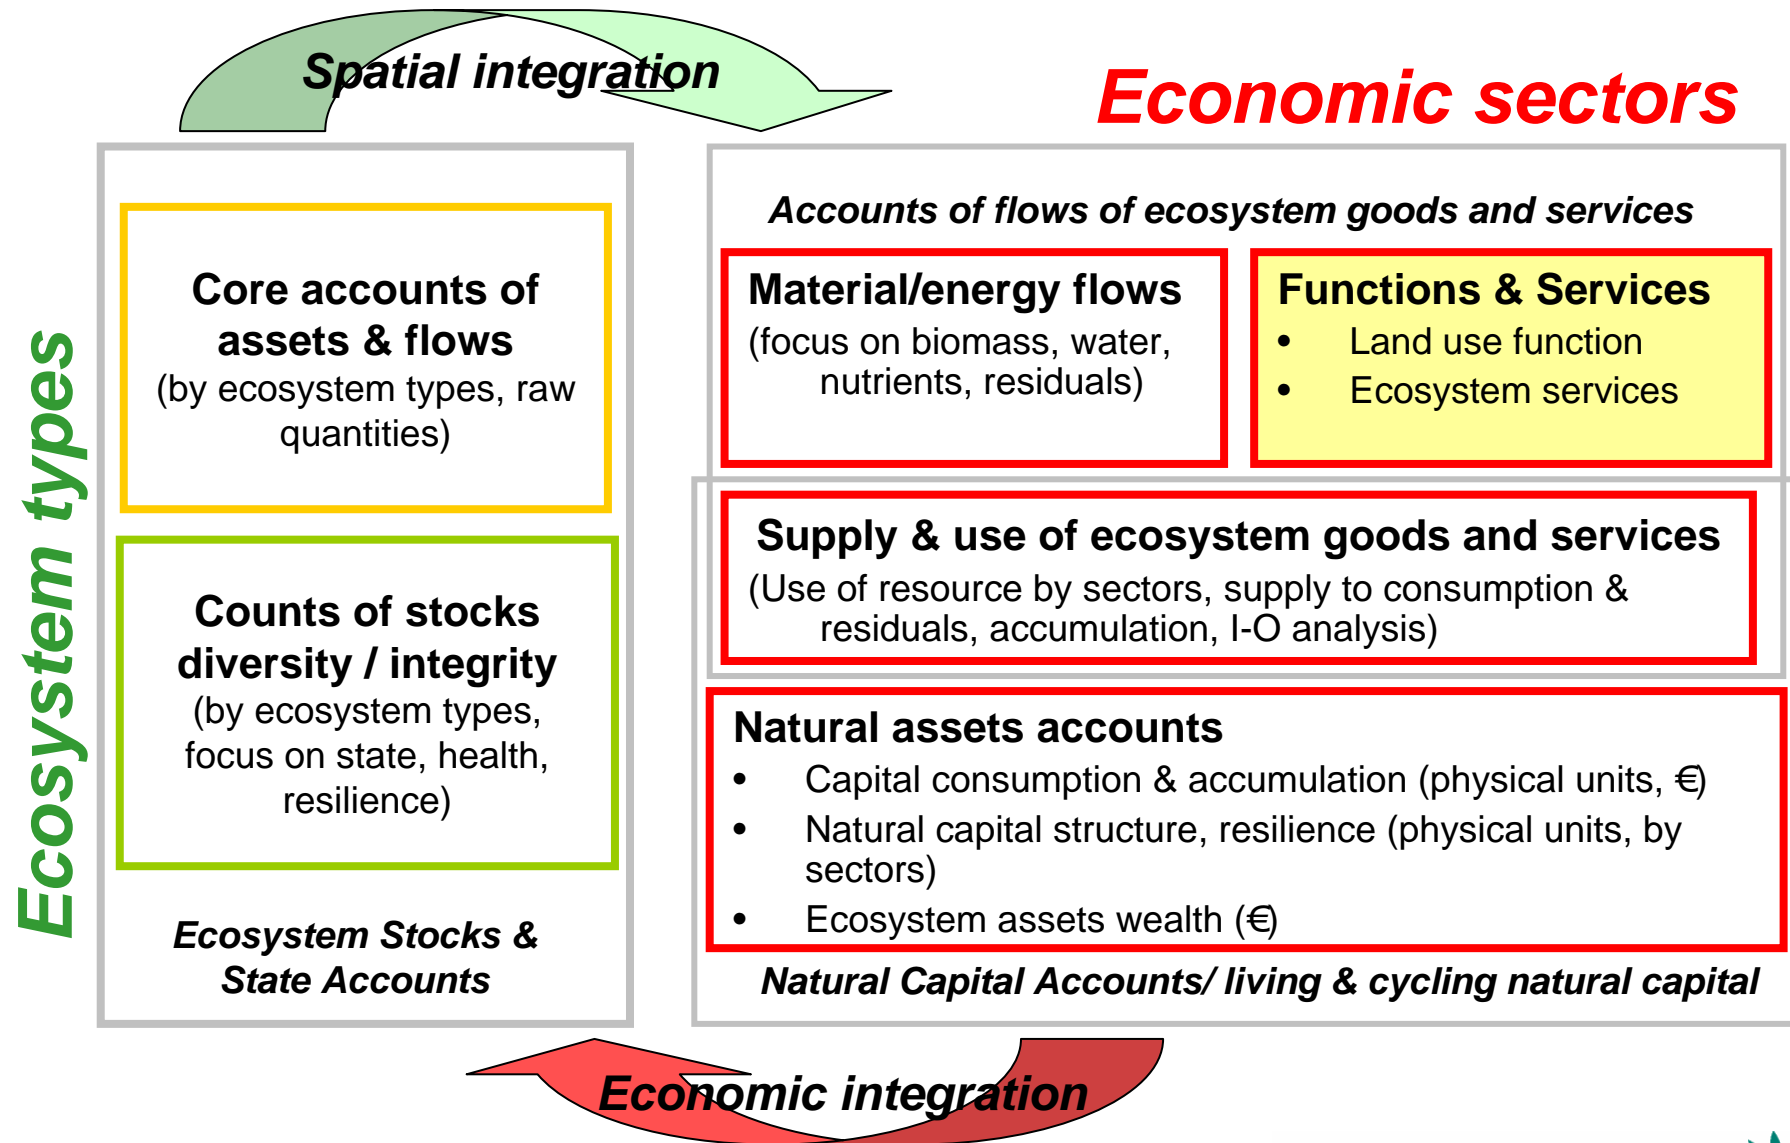 Spatial integration
Economic sectors
Ecosystem types
Core accounts of
assets & flows
(by ecosystem types, raw
quantities)
Counts of stocks
diversity / integrity
(by ecosystem types,
focus on state, health,
resilience)
Ecosystem Stocks &
State Accounts
Accounts of flows of ecosystem goods and services
Material/energy flows
(focus on biomass, water,
nutrients, residuals)
Functions & Services
• Land use function
• Ecosystem services
Supply & use of ecosystem goods and services
(Use of resource by sectors, supply to consumption &
residuals, accumulation, I-O analysis)
Natural assets accounts
• Capital consumption & accumulation (physical units, €)
• Natural capital structure, resilience (physical units, by
sectors)
• Ecosystem assets wealth (€)
Natural Capital Accounts/ living & cycling natural capital
Economic integration